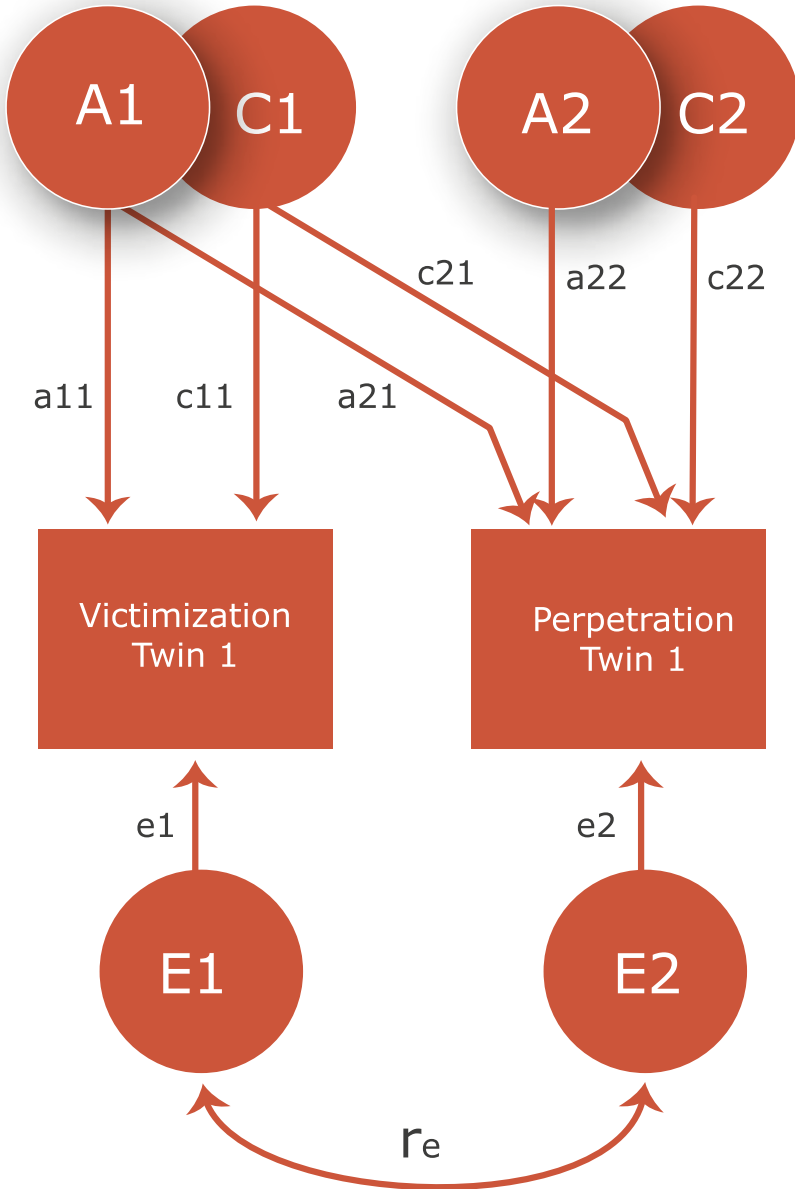 A1
C1
A2
C2
c21
a22
c22
a11
c11
a21
Victimization
Twin 1
Perpetration
Twin 1
e1
e2
E1
E2
re